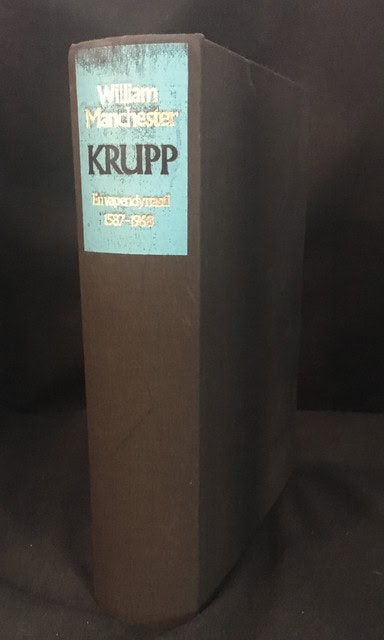 William
Manchester
KRUPP
En vapendynasti
1587-1968